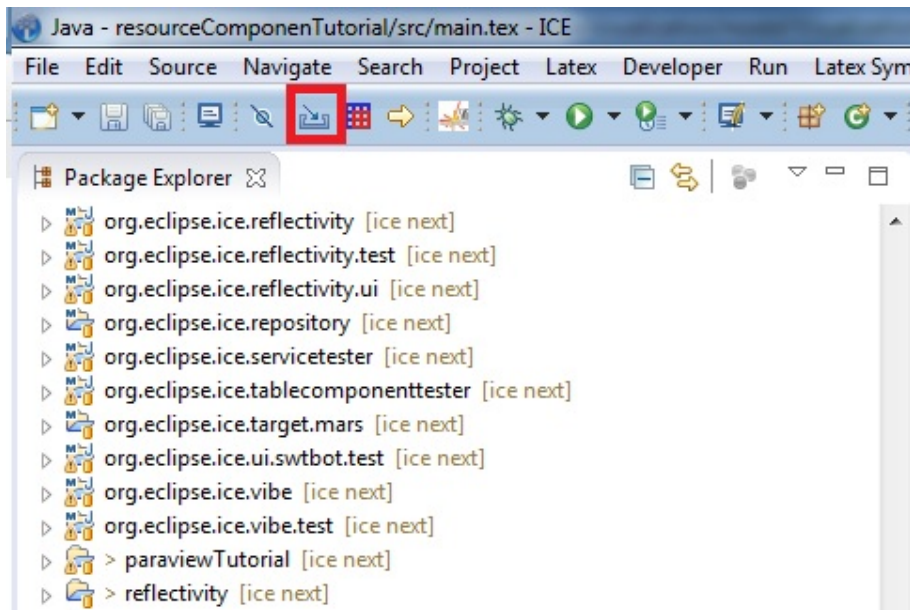 Java - resourceComponenTutorial/src/main.tex - ICE
File Edit Source Navigate Search Project Latex Developer Run Latex Sym
Package Explorer
org.eclipse.ice.reflectivity [ice next]
org.eclipse.ice.reflectivity.test [ice next]
org.eclipse.ice.reflectivity.ui [ice next]
org.eclipse.ice.repository [ice next]
org.eclipse.ice.servicetester [ice next]
org.eclipse.ice.tablecomponenttester [ice next]
org.eclipse.ice.target.mars [ice next]
org.eclipse.ice.ui.swtbot.test [ice next]
org.eclipse.ice.vibe [ice next]
org.eclipse.ice.vibe.test [ice next]
> paraviewTutorial [ice next]
> reflectivity [ice next]